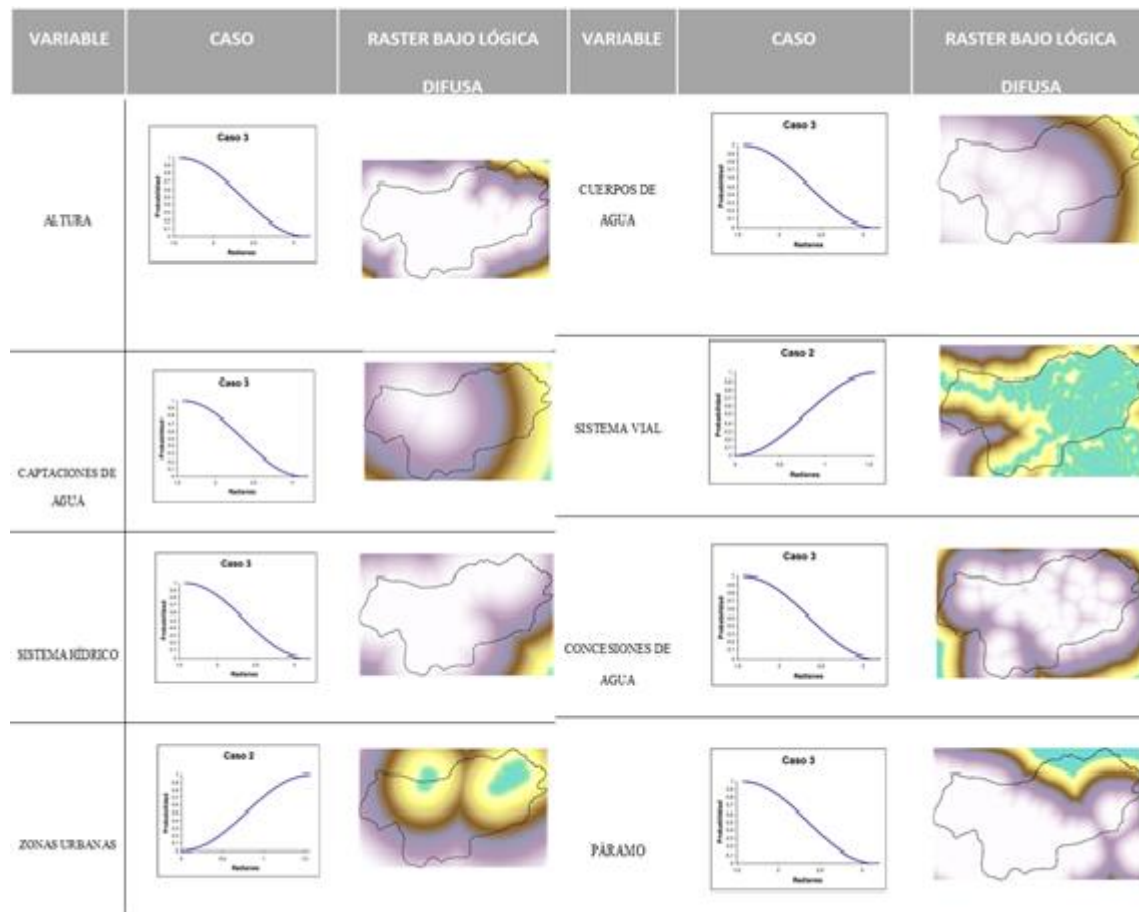 VARIABLE
CASO
RASTER BAJO LÓGICA
DIFUSA
VARIABLE
CASO
RASTER BAJO LÓGICA
DIFUSA
ALTURA
Caso 3
Probabilidad
Radianes
CUERPOS DE
AGUA
Caso 3
Probabilidad
Radianes
CAPTACIONES DE
AGUA
Caso 3
Probabilidad
Radianes
SISTEMA VIAL
Caso 2
Probabilidad
Radianes
SISTEMA HÍDRICO
Caso 3
Probabilidad
Radianes
CONCESIONES DE
AGUA
Caso 3
Probabilidad
Radianes
ZONAS URBANAS
Caso 2
Probabilidad
Radianes
PÁRAMO
Caso 3
Probabilidad
Radianes